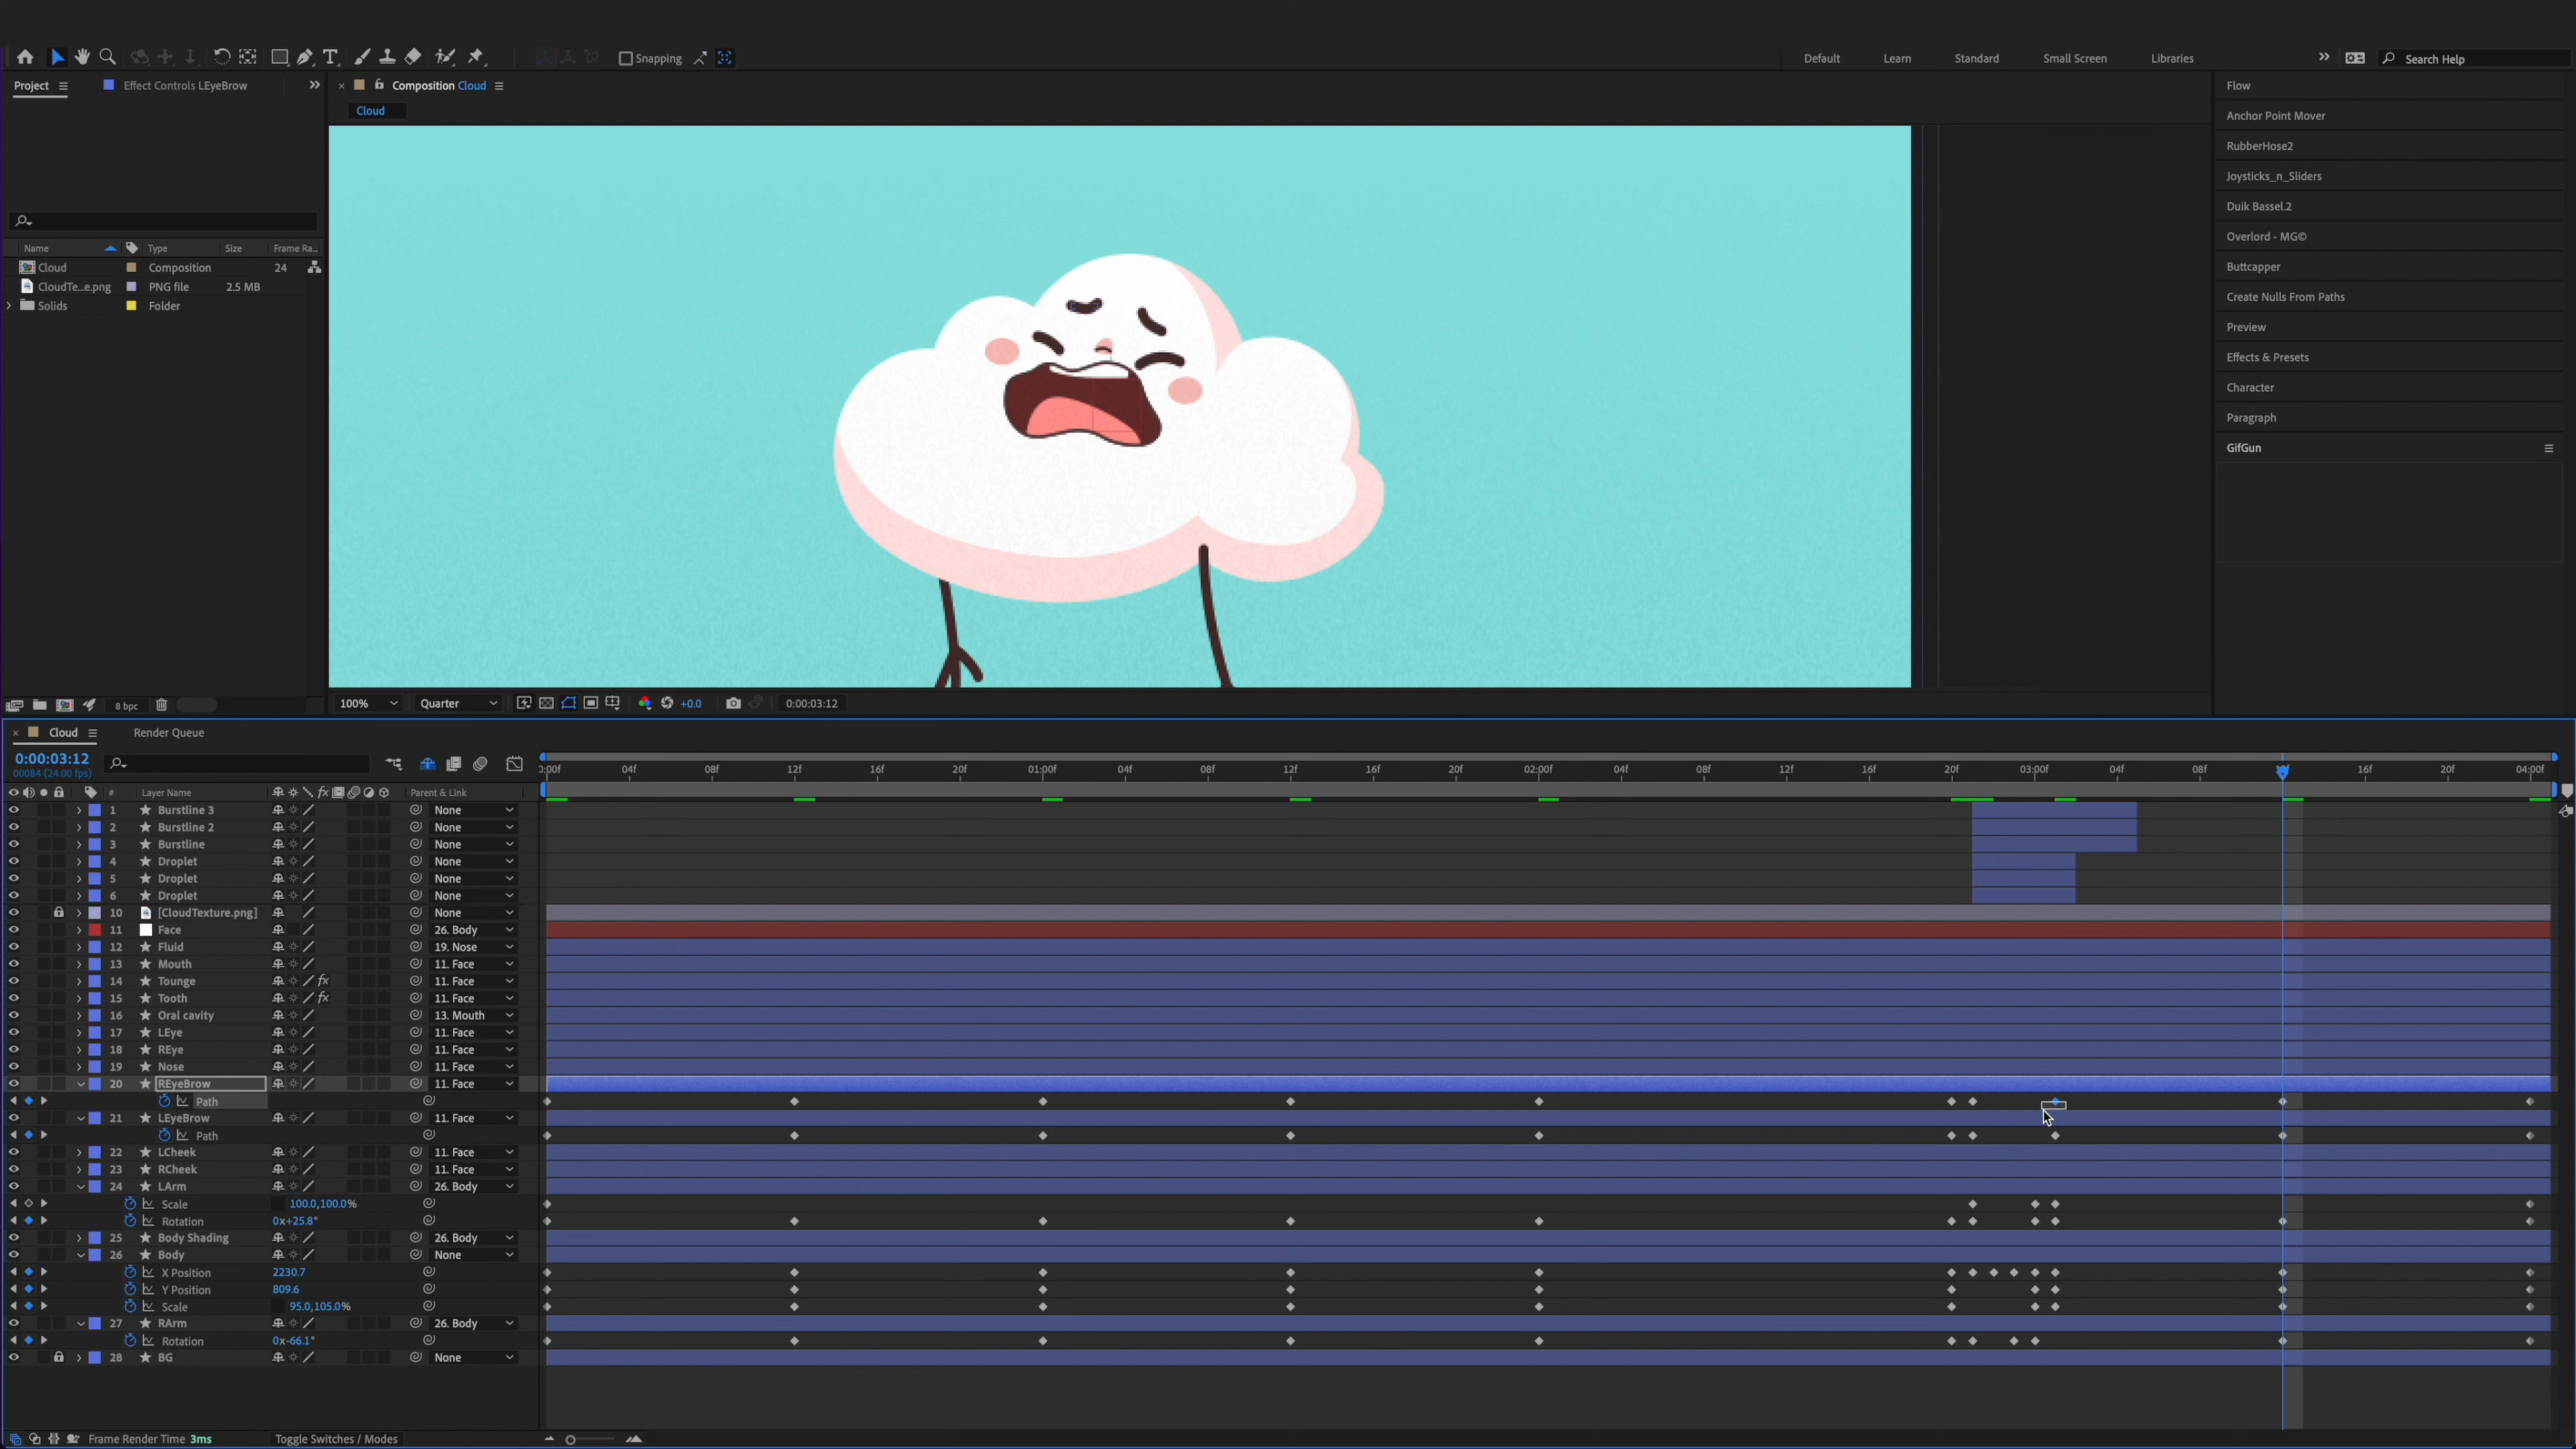 Snapping
Default
Learn
Standard
Small Screen
Libraries
Search Help
Project
Effect Controls LEyeBrow
Composition Cloud
Cloud
Name Type Size Frame Ra...
Cloud Composition 24
CloudTe...e.png PNG file 2.5 MB
Solids Folder
8 bpc
100%
Quarter
+0.0
0:00:03:12
Flow
Anchor Point Mover
RubberHose2
Joysticks_n_Sliders
Duik Bassel.2
Overlord - MG©
Buttcapper
Create Nulls From Paths
Preview
Effects & Presets
Character
Paragraph
GifGun
Cloud
Render Queue
0:00:03:12
00084 (24.00 fps)
0:00f 04f 08f 12f 16f 20f 01:00f 04f 08f 12f 16f 20f 02:00f 04f 08f 12f 16f 20f 03:00f 04f 08f 16f 20f 04:00f
# Layer Name fx Parent & Link
1 Burstline 3 None
2 Burstline 2 None
3 Burstline None
4 Droplet None
5 Droplet None
6 Droplet None
10 [CloudTexture.png] None
11 Face 26. Body
12 Fluid 19. Nose
13 Mouth 11. Face
14 Tounge fx 11. Face
15 Tooth fx 11. Face
16 Oral cavity 13. Mouth
17 LEye 11. Face
18 REye 11. Face
19 Nose 11. Face
20 REyeBrow 11. Face
Path
21 LEyeBrow 11. Face
Path
22 LCheek 11. Face
23 RCheek 11. Face
24 LArm 26. Body
Scale 100.0,100.0%
Rotation 0x+25.8°
25 Body Shading 26. Body
26 Body None
X Position 2230.7
Y Position 809.6
Scale 95.0,105.0%
27 RArm 26. Body
Rotation 0x-66.1°
28 BG None
Frame Render Time 3ms
Toggle Switches / Modes